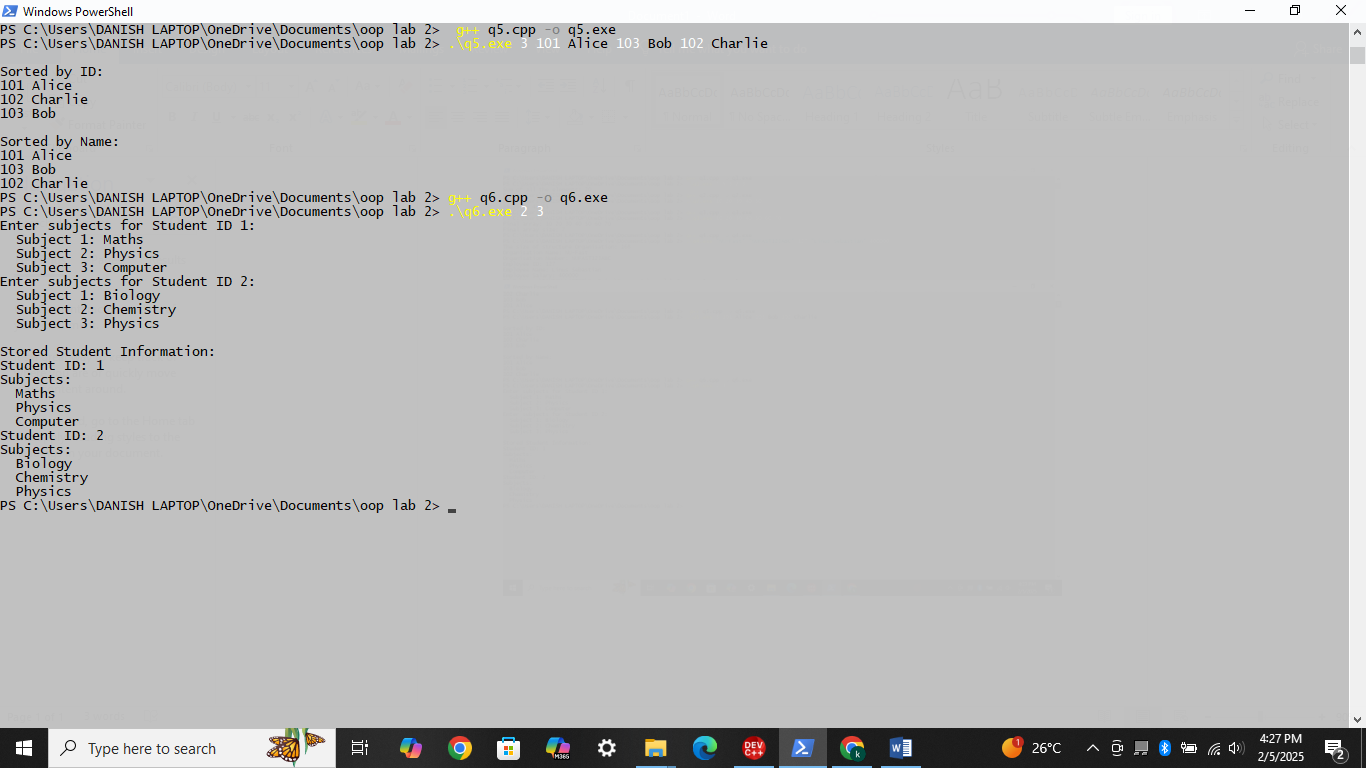 Windows PowerShell
PS C:\Users\DANISH LAPTOP\OneDrive\Documents\oop lab 2>  g++ q5.cpp -o q5.exe
PS C:\Users\DANISH LAPTOP\OneDrive\Documents\oop lab 2> .\q5.exe 3 101 Alice 103 Bob 102 Charlie
Sorted by ID:
101 Alice
102 Charlie
103 Bob
Sorted by Name:
101 Alice
103 Bob
102 Charlie
PS C:\Users\DANISH LAPTOP\OneDrive\Documents\oop lab 2> g++ q6.cpp -o q6.exe
PS C:\Users\DANISH LAPTOP\OneDrive\Documents\oop lab 2> .\q6.exe 2 3
Enter subjects for Student ID 1:
  Subject 1: Maths
  Subject 2: Physics
  Subject 3: Computer
Enter subjects for Student ID 2:
  Subject 1: Biology
  Subject 2: Chemistry
  Subject 3: Physics
Stored Student Information:
Student ID: 1
Subjects:
  Maths
  Physics
  Computer
Student ID: 2
Subjects:
  Biology
  Chemistry
  Physics
PS C:\Users\DANISH LAPTOP\OneDrive\Documents\oop lab 2>
Type here to search
M365
DEV C++
k
W
1
26°C
4:27 PM
2/5/2025
2